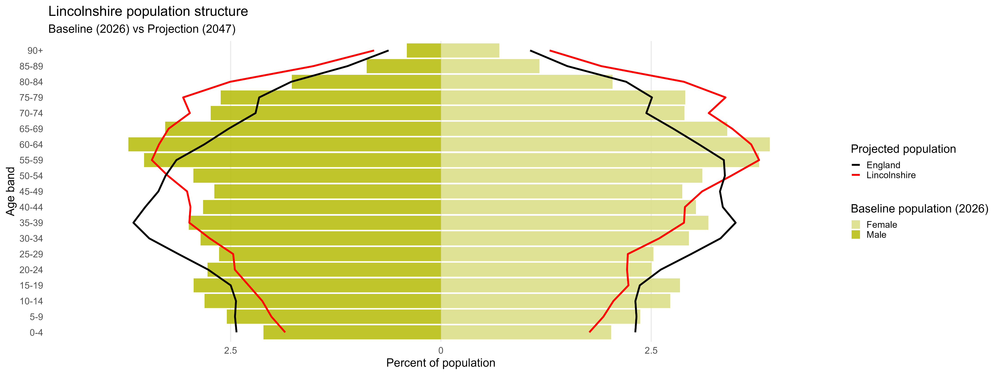 Lincolnshire population structure
Baseline (2026) vs Projection (2047)
Age band
90+
85-89
80-84
75-79
70-74
65-69
60-64
55-59
50-54
45-49
40-44
35-39
30-34
25-29
20-24
15-19
10-14
5-9
0-4
2.5 0 2.5
Percent of population
Projected population
England
Lincolnshire
Baseline population (2026)
Female
Male